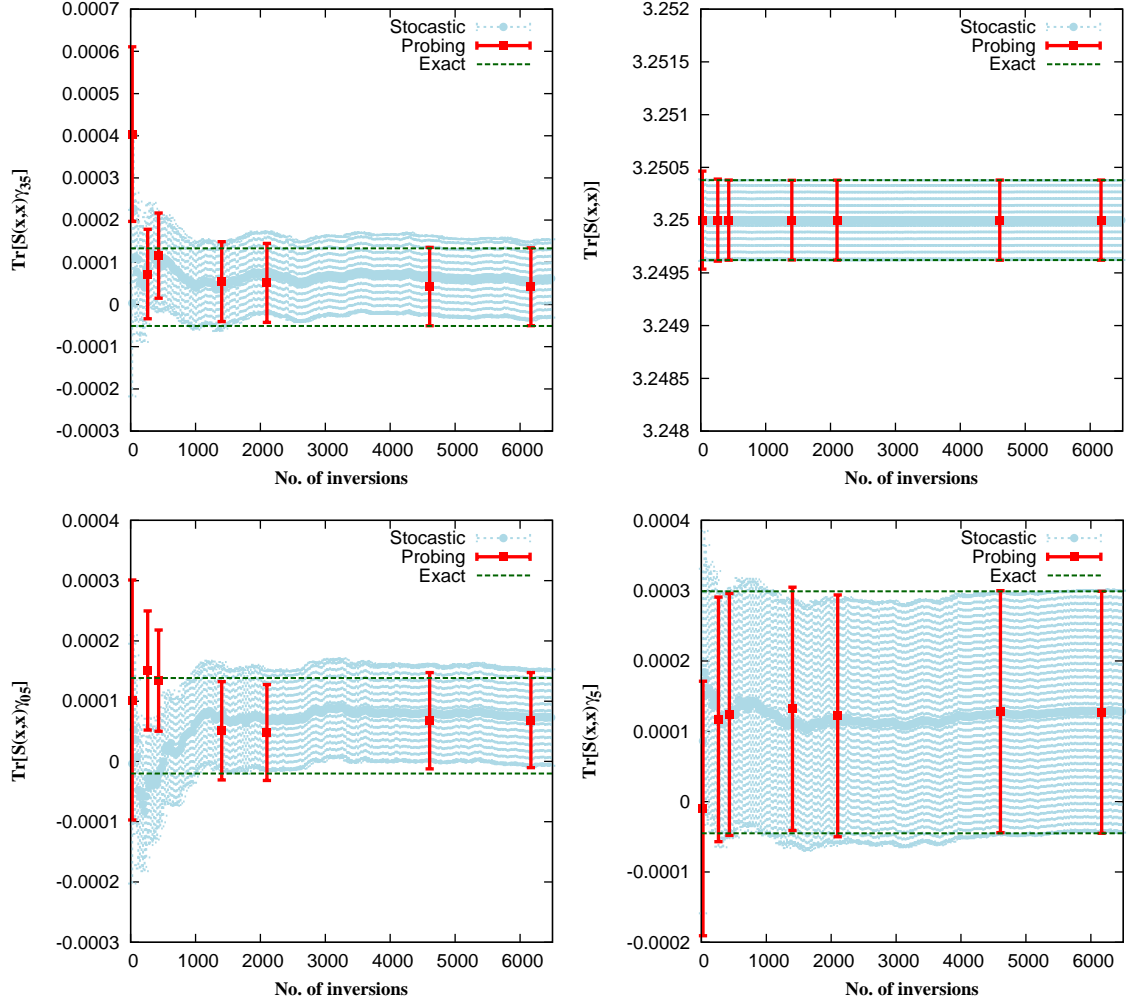 0.0007
0.0006
0.0005
0.0004
0.0003
0.0002
0.0001
0
-0.0001
-0.0002
-0.0003
0 1000 2000 3000 4000 5000 6000
Tr[S(x,x)γ35]
No. of inversions
Stocastic
Probing
Exact
3.252
3.2515
3.251
3.2505
3.25
3.2495
3.249
3.2485
3.248
0 1000 2000 3000 4000 5000 6000
Tr[S(x,x)]
No. of inversions
Stocastic
Probing
Exact
0.0004
0.0003
0.0002
0.0001
0
-0.0001
-0.0002
-0.0003
0 1000 2000 3000 4000 5000 6000
Tr[S(x,x)γ05]
No. of inversions
Stocastic
Probing
Exact
0.0004
0.0003
0.0002
0.0001
0
-0.0001
-0.0002
0 1000 2000 3000 4000 5000 6000
Tr[S(x,x)γ5]
No. of inversions
Stocastic
Probing
Exact